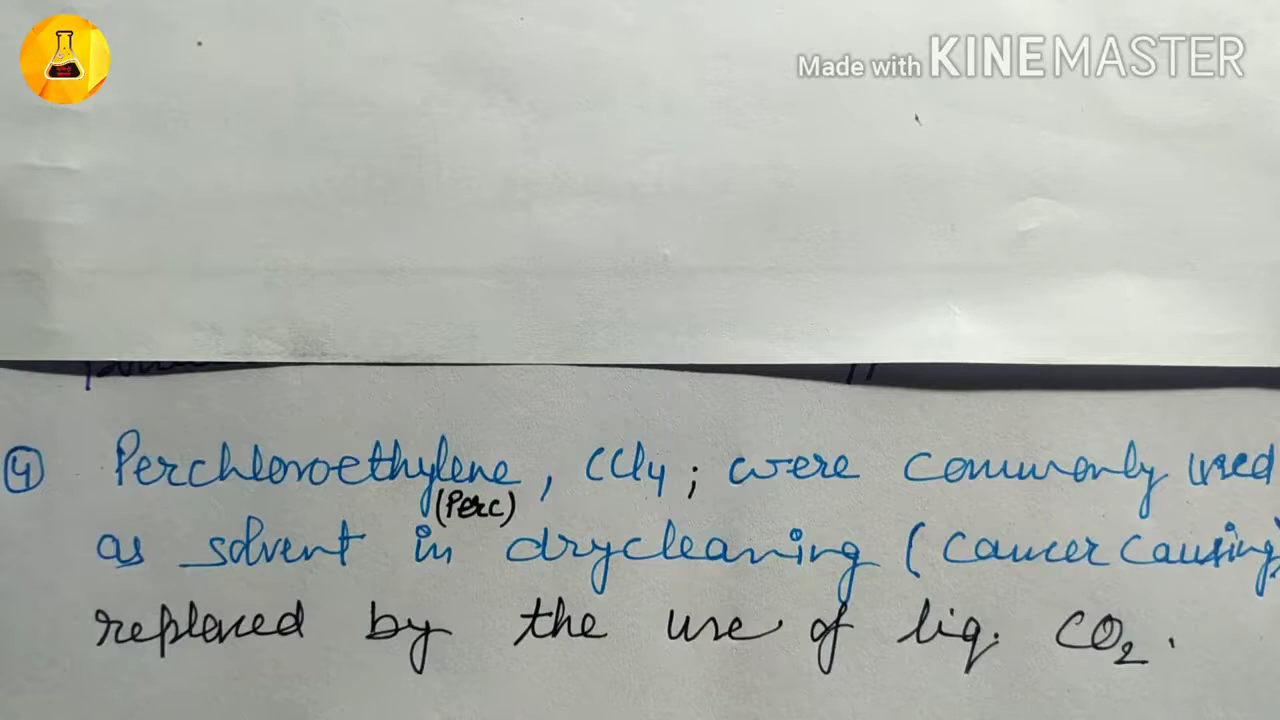 Made with KINEMASTER
④ Perchloroethylene, CCl4 ; were commonly used
(Perc)
as solvent in drycleaning (cancer causing)
replaced by the use of liq. CO₂.